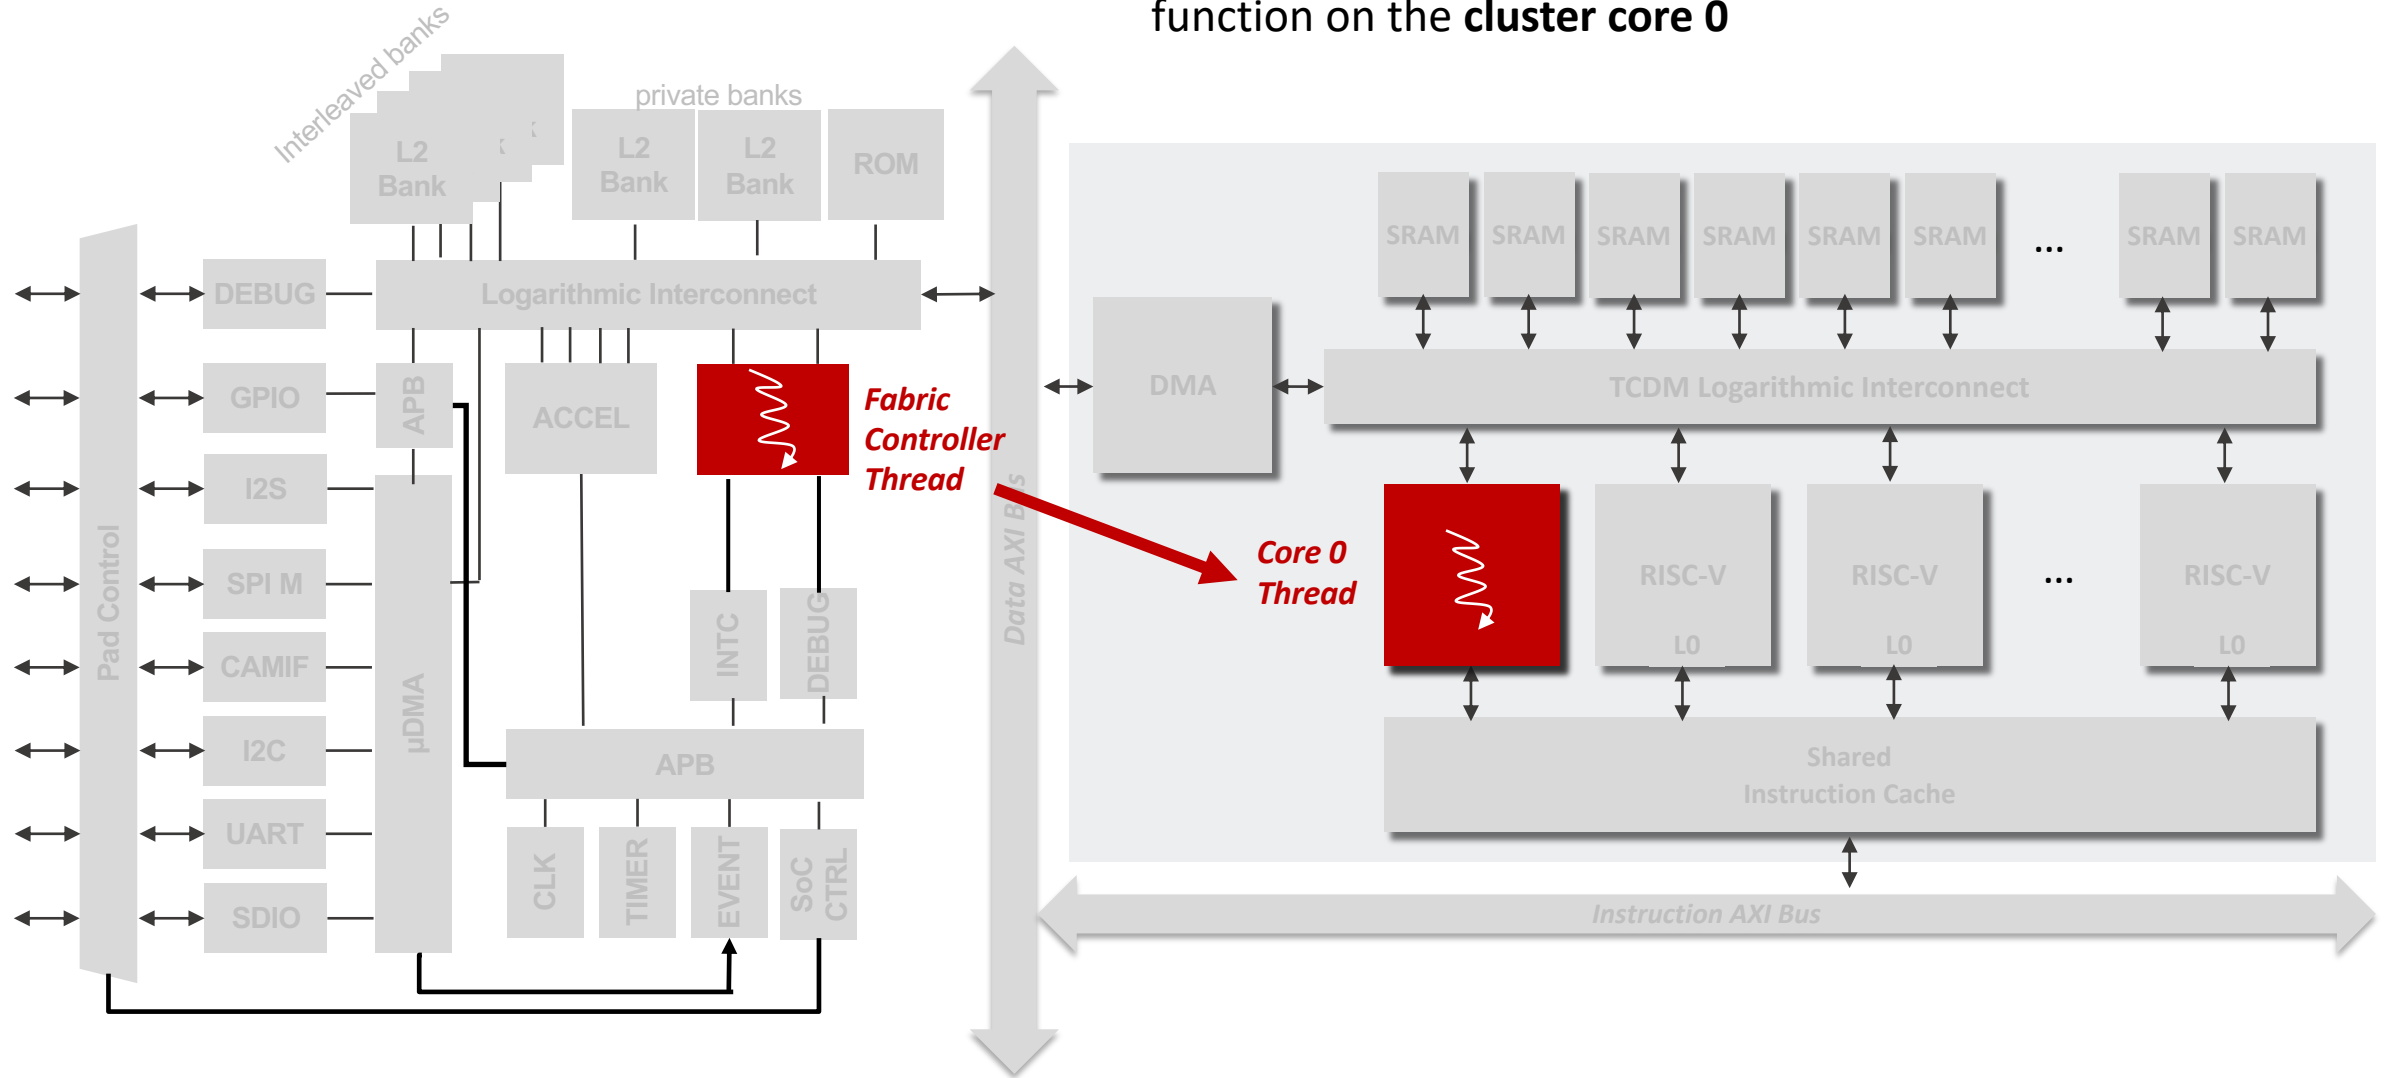 function on the cluster core 0
Interleaved banks
private banks
L2
Bank
k
k
L2
Bank
L2
Bank
ROM
DEBUG
Logarithmic Interconnect
GPIO
APB
ACCEL
Fabric
Controller
Thread
I2S
SPI M
CAMIF
I2C
UART
SDIO
Pad Control
µDMA
INTC
DEBUG
APB
CLK
TIMER
EVENT
SoC
CTRL
Data AXI Bus
SRAM
SRAM
SRAM
SRAM
SRAM
SRAM
...
SRAM
SRAM
DMA
TCDM Logarithmic Interconnect
Core 0
Thread
RISC-V
L0
RISC-V
L0
...
RISC-V
L0
Shared
Instruction Cache
Instruction AXI Bus